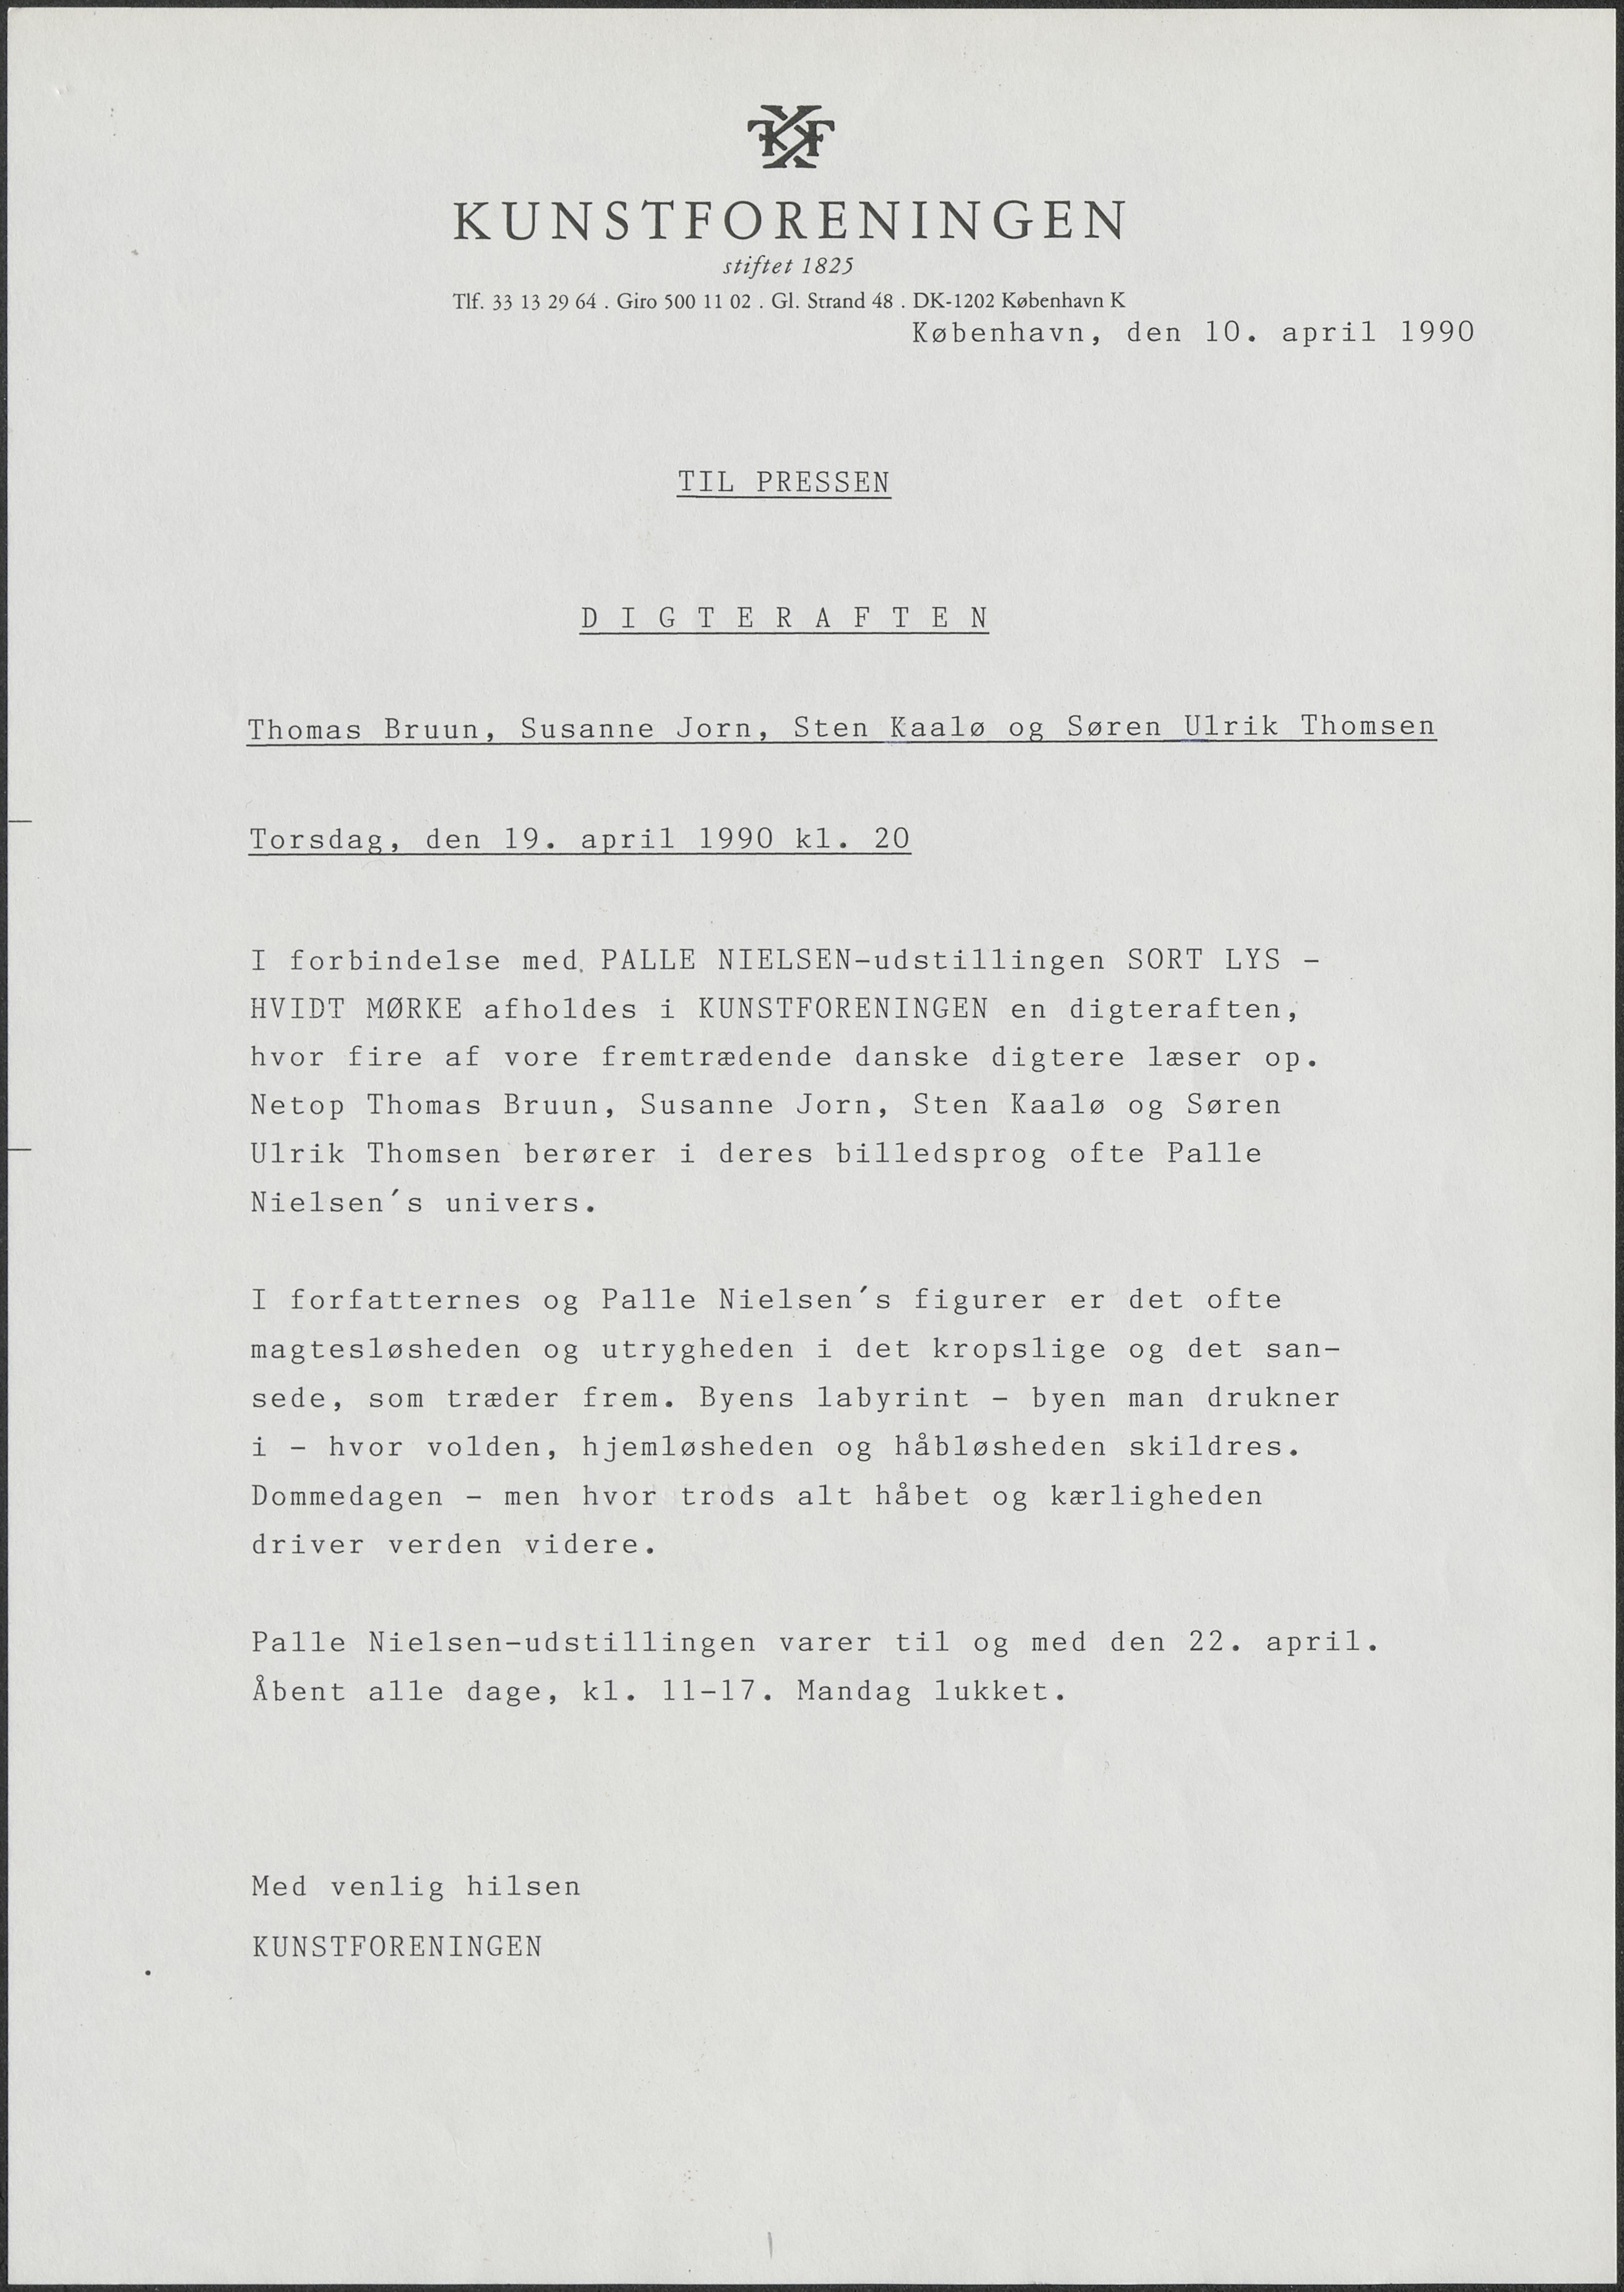 KUNSTFORENINGEN
stiftet 1825
Tlf. 33 13 29 64 . Giro 500 11 02 . Gl. Strand 48 . DK-1202 København K
København, den 10. april 1990
TIL PRESSEN
D I G T E R A F T E N
Thomas Bruun, Susanne Jorn, Sten Kaalø og Søren Ulrik Thomsen
Torsdag, den 19. april 1990 kl. 20
I forbindelse med PALLE NIELSEN-udstillingen SORT LYS -
HVIDT MØRKE afholdes i KUNSTFORENINGEN en digteraften,
hvor fire af vore fremtrædende danske digtere læser op.
Netop Thomas Bruun, Susanne Jorn, Sten Kaalø og Søren
Ulrik Thomsen berører i deres billedsprog ofte Palle
Nielsen's univers.
I forfatternes og Palle Nielsen's figurer er det ofte
magtesløsheden og utrygheden i det kropslige og det san-
sede, som træder frem. Byens labyrint - byen man drukner
i - hvor volden, hjemløsheden og håbløsheden skildres.
Dommedagen - men hvor trods alt håbet og kærligheden
driver verden videre.
Palle Nielsen-udstillingen varer til og med den 22. april.
Åbent alle dage, kl. 11-17. Mandag lukket.
Med venlig hilsen
KUNSTFORENINGEN